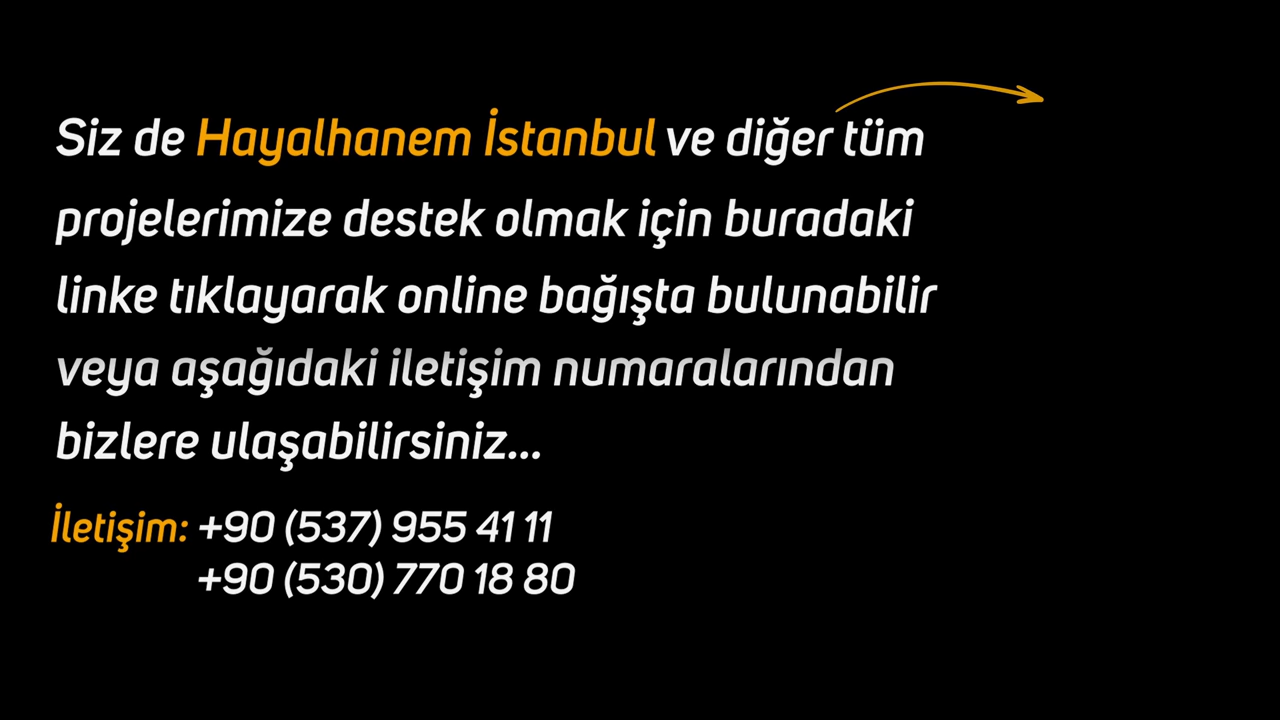 Siz de Hayalhanem İstanbul ve diğer tüm
projelerimize destek olmak için buradaki
linke tıklayarak online bağışta bulunabilir
veya aşağıdaki iletişim numaralarından
bizlere ulaşabilirsiniz...
İletişim: +90 (537) 955 41 11
+90 (530) 770 18 80